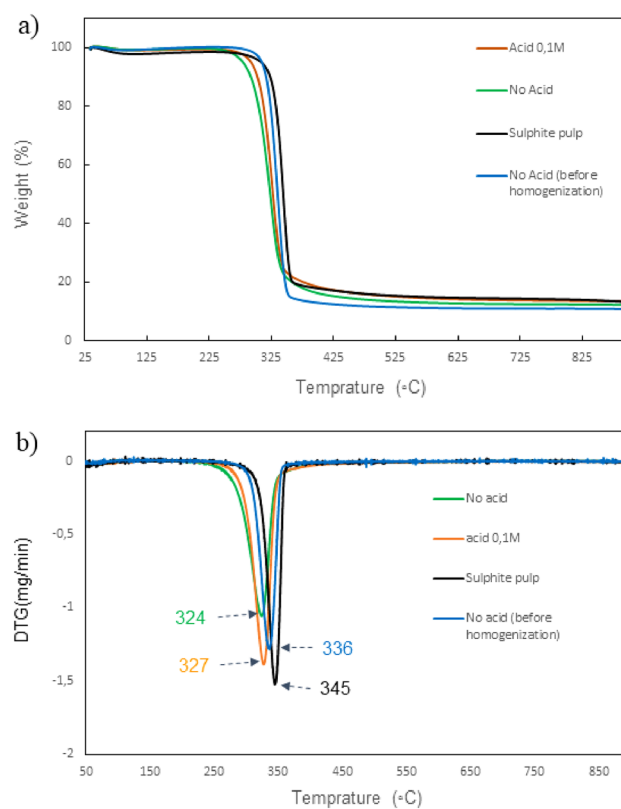 a)
100
80
60
40
20
0
Weight (%)
25
125
225
325
425
525
625
725
825
Temprature (◦C)
Acid 0,1M
No Acid
Sulphite pulp
No Acid (before
homogenization)
b)
0
-0,5
-1
-1,5
-2
DTG(mg/min)
50
150
250
350
450
550
650
750
850
Temprature (◦C)
No acid
acid 0,1M
Sulphite pulp
No acid (before
homogenization)
324
327
336
345